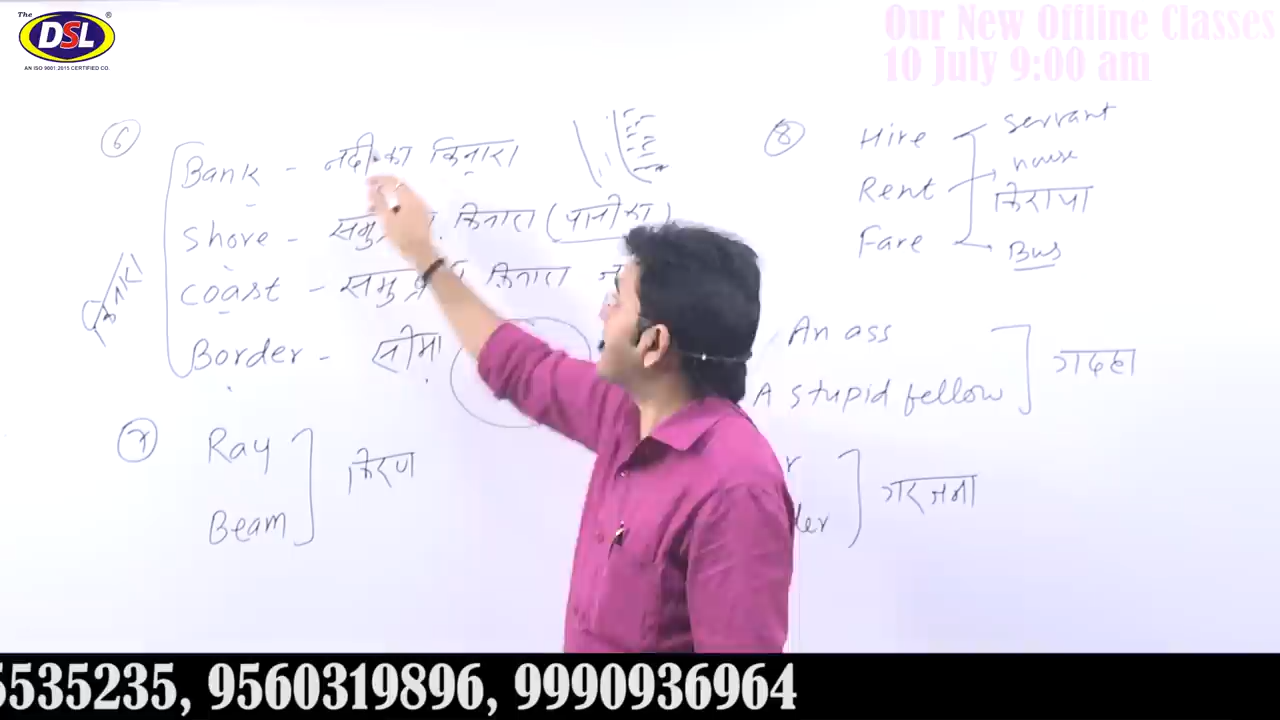 The
DSL
AN ISO 9001:2015 CERTIFIED CO.
Our New Offline Classes
10 July 9:00 am
6
Bank - नदी का किनारा
Shore - किनारा (पानी का)
Coast - समुद्र किनारा
Border - सीमा
किनारा
7
Ray
Beam
किरण
8
Hire servant
Rent house
किराया
Fare Bus
An ass
A stupid fellow
गदहा
गरजना
5535235, 9560319896, 9990936964